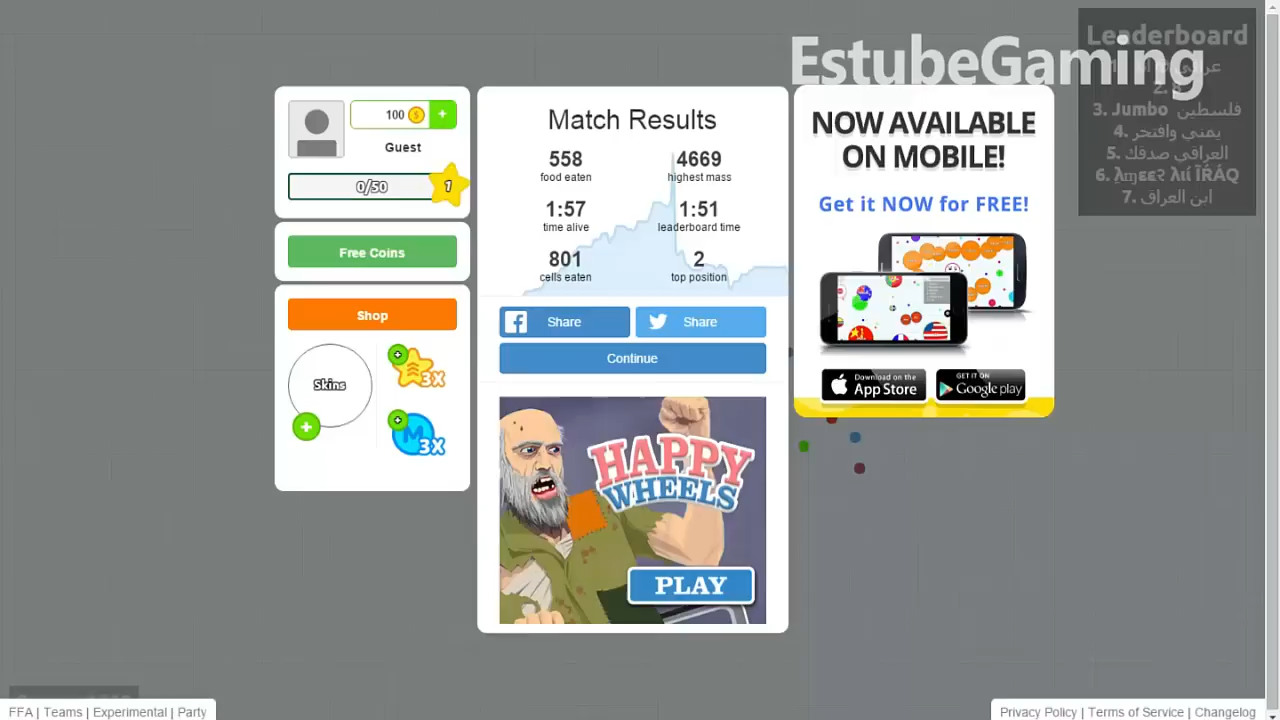 EstubeGaming
Leaderboard
3. Jumbo فلسطين
4. يمني وافتحر
5. العراقي صدقك
7. ابن العراق
100
Guest
0/50
1
Free Coins
Shop
Skins
3X
M
3X
Match Results
558
food eaten
4669
highest mass
1:57
time alive
1:51
leaderboard time
801
cells eaten
2
top position
Share
Share
Continue
HAPPY
WHEELS
PLAY
NOW AVAILABLE
ON MOBILE!
Get it NOW for FREE!
Download on the
App Store
GET IT ON
Google play
FFA | Teams | Experimental | Party
Privacy Policy | Terms of Service | Changelog